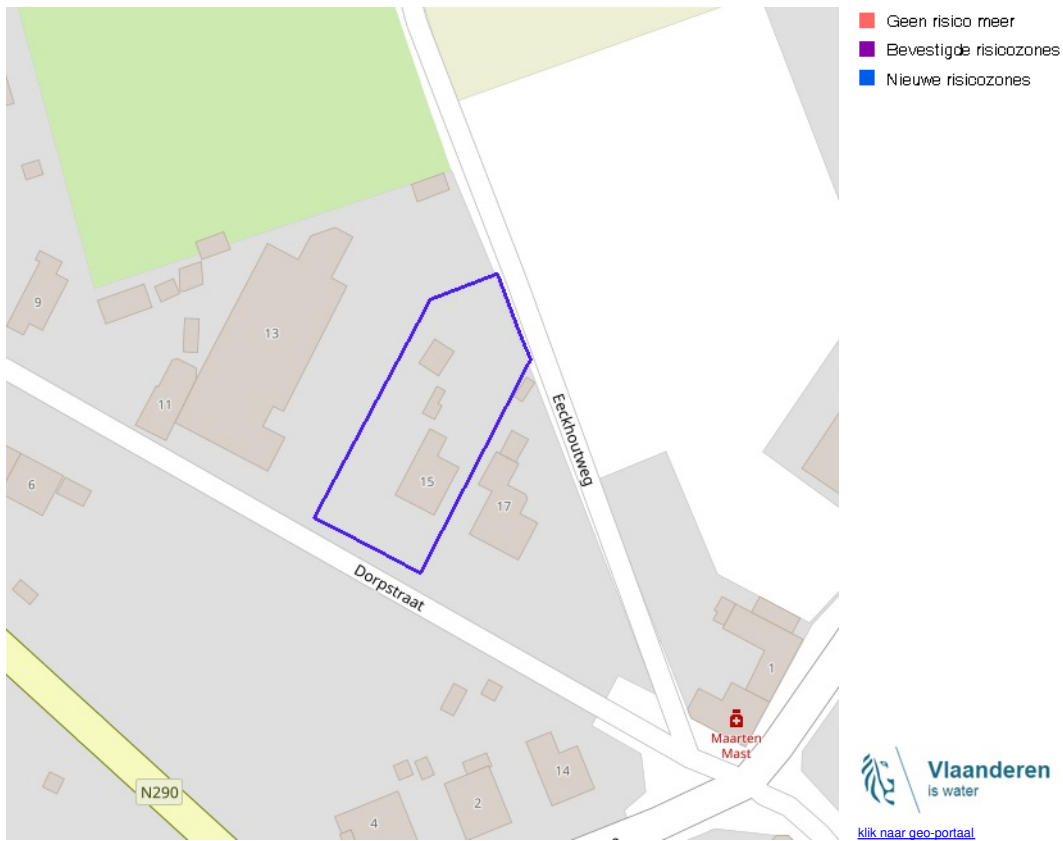 Geen risico meer
Bevestigde risicozones
Nieuwe risicozones
9
13
11
6
15
17
Eeckhoutweg
Dorpstraat
1
Maarten
Mast
N290
14
2
4
Vlaanderen
is water
klik naar geo-portaal